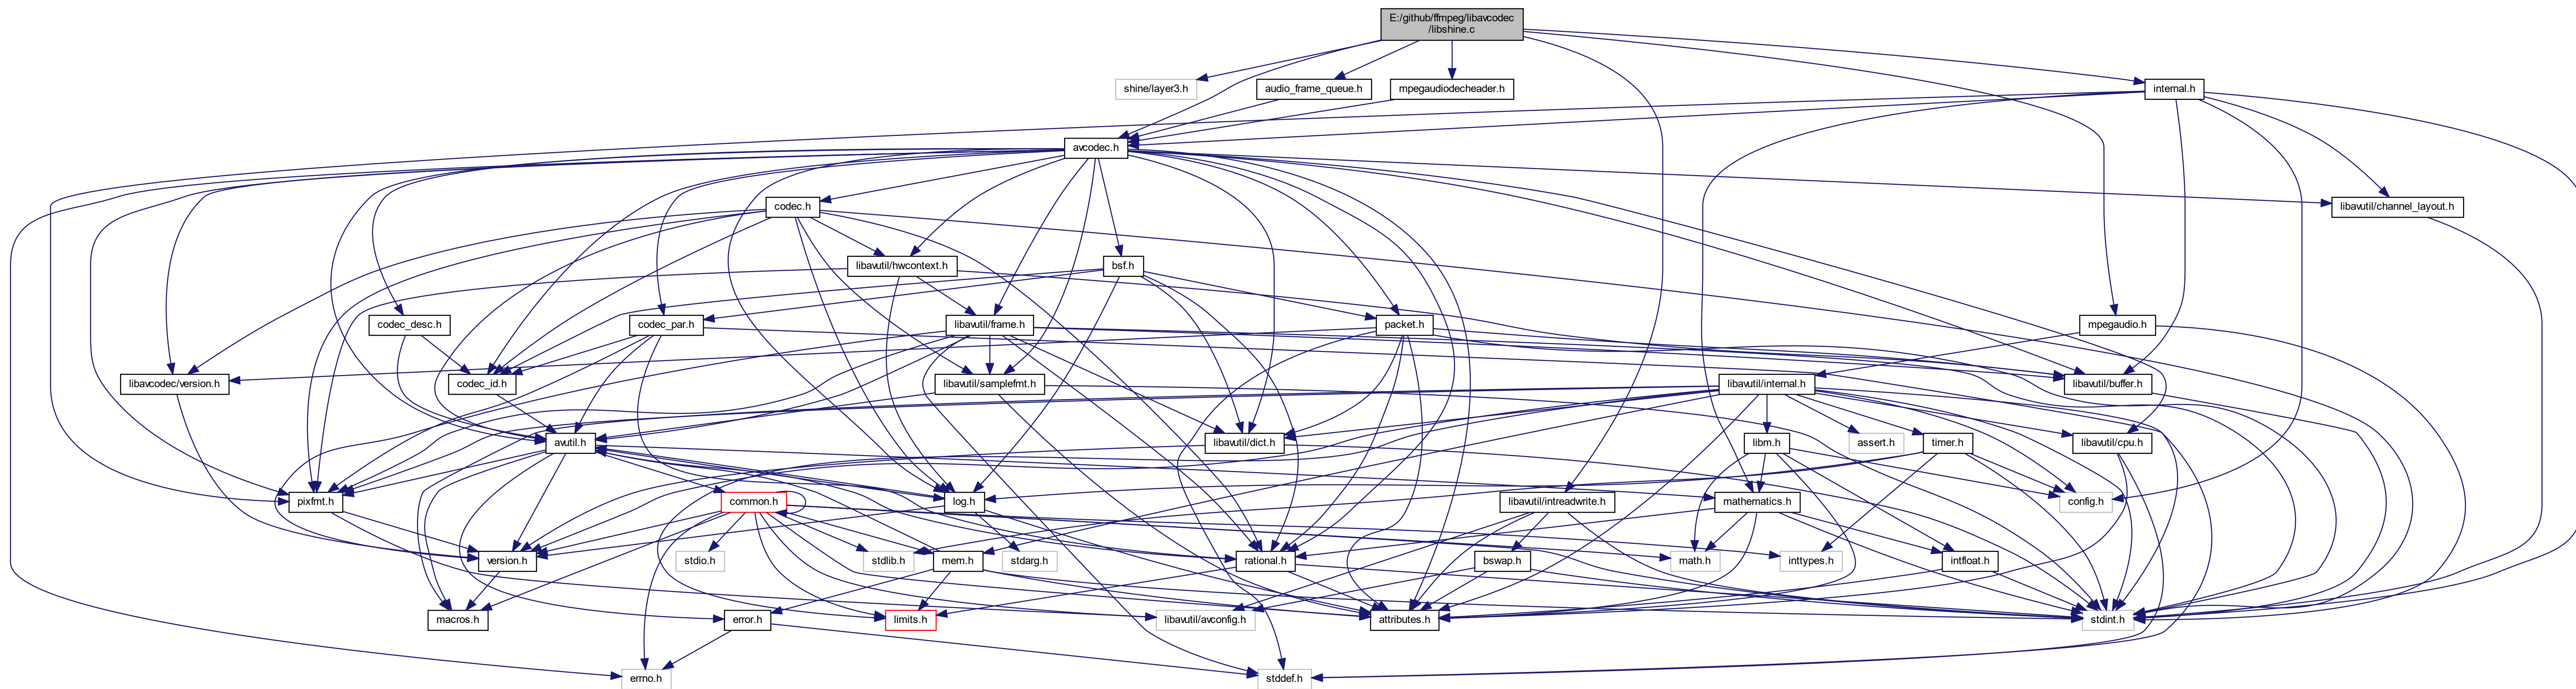 E:/github/ffmpeg/libavcodec
/libshine.c
shine/layer3.h
audio_frame_queue.h
mpegaudiodecheader.h
internal.h
avcodec.h
codec.h
libavutil/channel_layout.h
libavutil/hwcontext.h
bsf.h
codec_desc.h
codec_par.h
libavutil/frame.h
packet.h
mpegaudio.h
libavcodec/version.h
codec_id.h
libavutil/samplefmt.h
libavutil/internal.h
libavutil/buffer.h
avutil.h
libavutil/dict.h
libm.h
assert.h
timer.h
libavutil/cpu.h
pixfmt.h
common.h
log.h
libavutil/intreadwrite.h
mathematics.h
config.h
version.h
stdio.h
stdlib.h
mem.h
stdarg.h
rational.h
bswap.h
math.h
inttypes.h
intfloat.h
macros.h
error.h
limits.h
libavutil/avconfig.h
attributes.h
stdint.h
errno.h
stddef.h